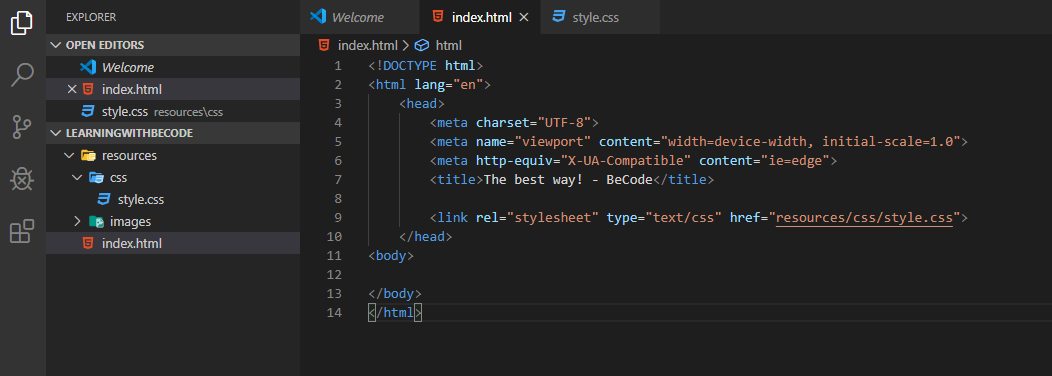 EXPLORER
OPEN EDITORS
Welcome
index.html
style.css resources\css
LEARNINGWITHBECODE
resources
css
style.css
images
index.html
Welcome
index.html
style.css
index.html > html
1 <!DOCTYPE html>
2 <html lang="en">
3 <head>
4 <meta charset="UTF-8">
5 <meta name="viewport" content="width=device-width, initial-scale=1.0">
6 <meta http-equiv="X-UA-Compatible" content="ie=edge">
7 <title>The best way! - BeCode</title>
8
9 <link rel="stylesheet" type="text/css" href="resources/css/style.css">
10 </head>
11 <body>
12
13 </body>
14 </html>